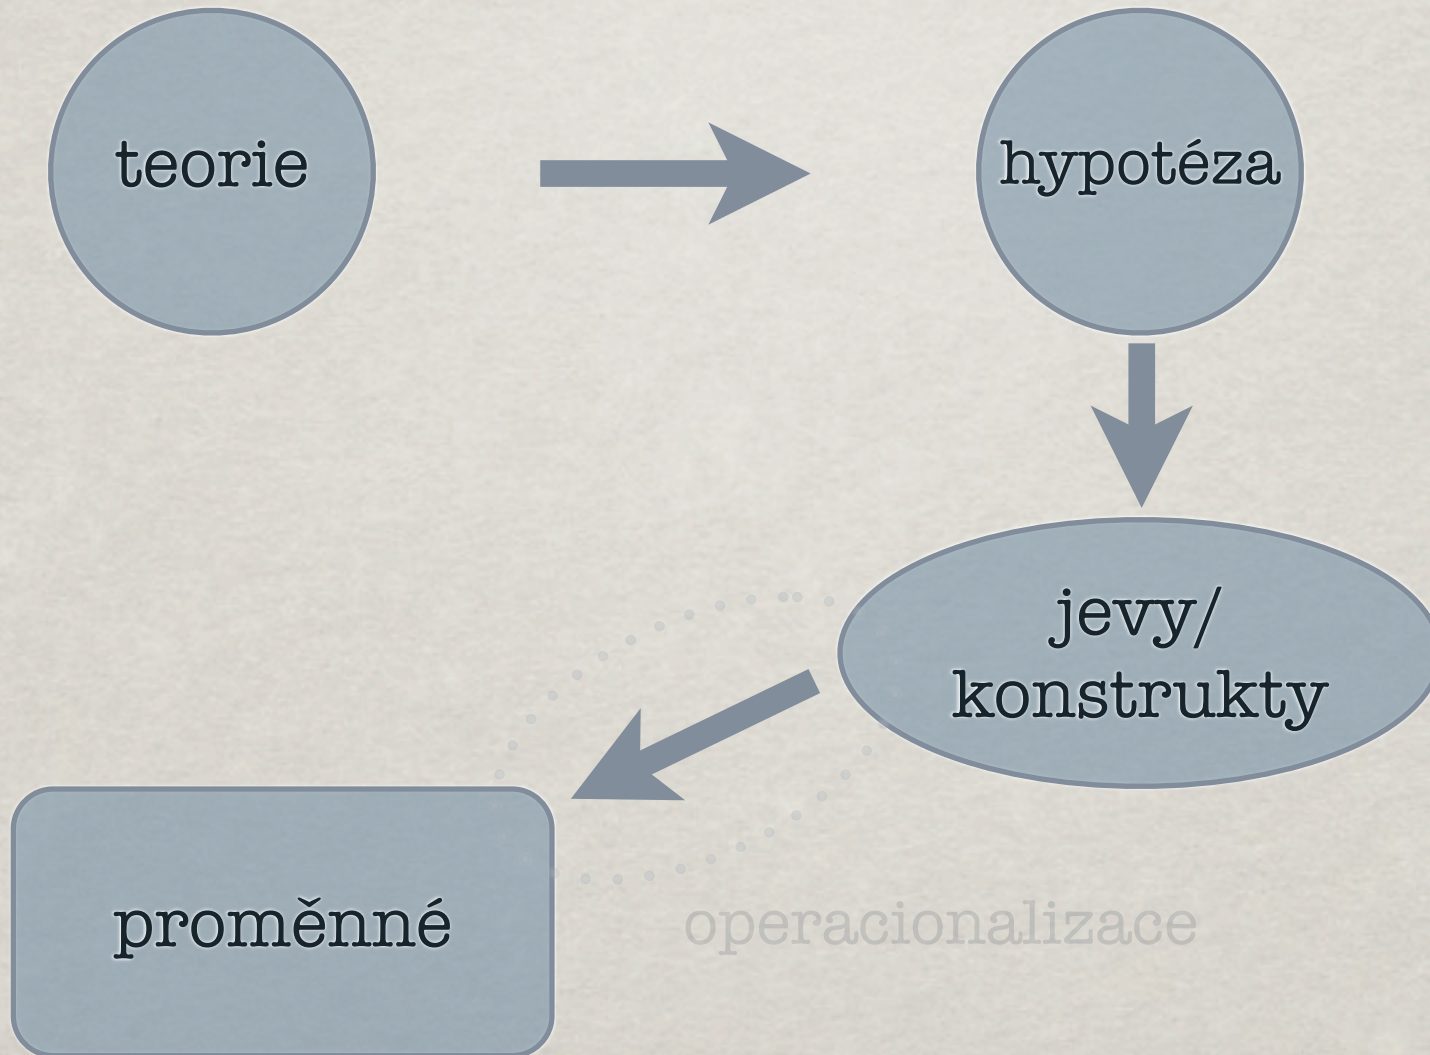 teorie
hypotéza
jevy/
konstrukty
proměnné
operacionalizace